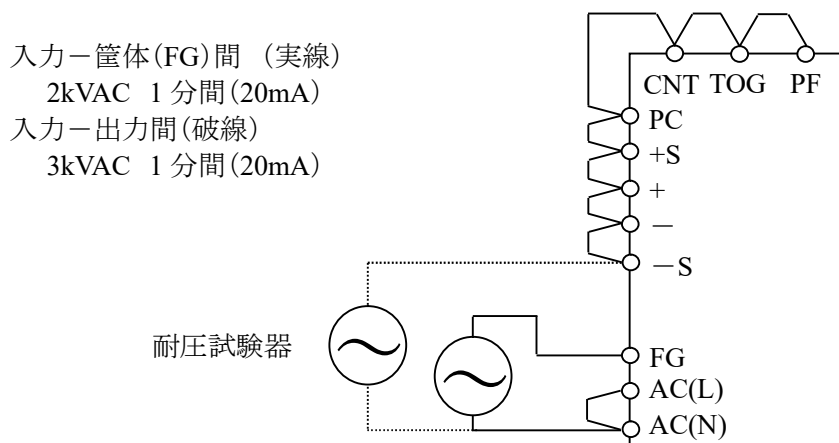 入力－筐体(FG)間 (実線)
2kVAC 1分間(20mA)
入力－出力間(破線)
3kVAC 1分間(20mA)
CNT TOG PF
PC
+S
+
－
－S
耐圧試験器
FG
AC(L)
AC(N)